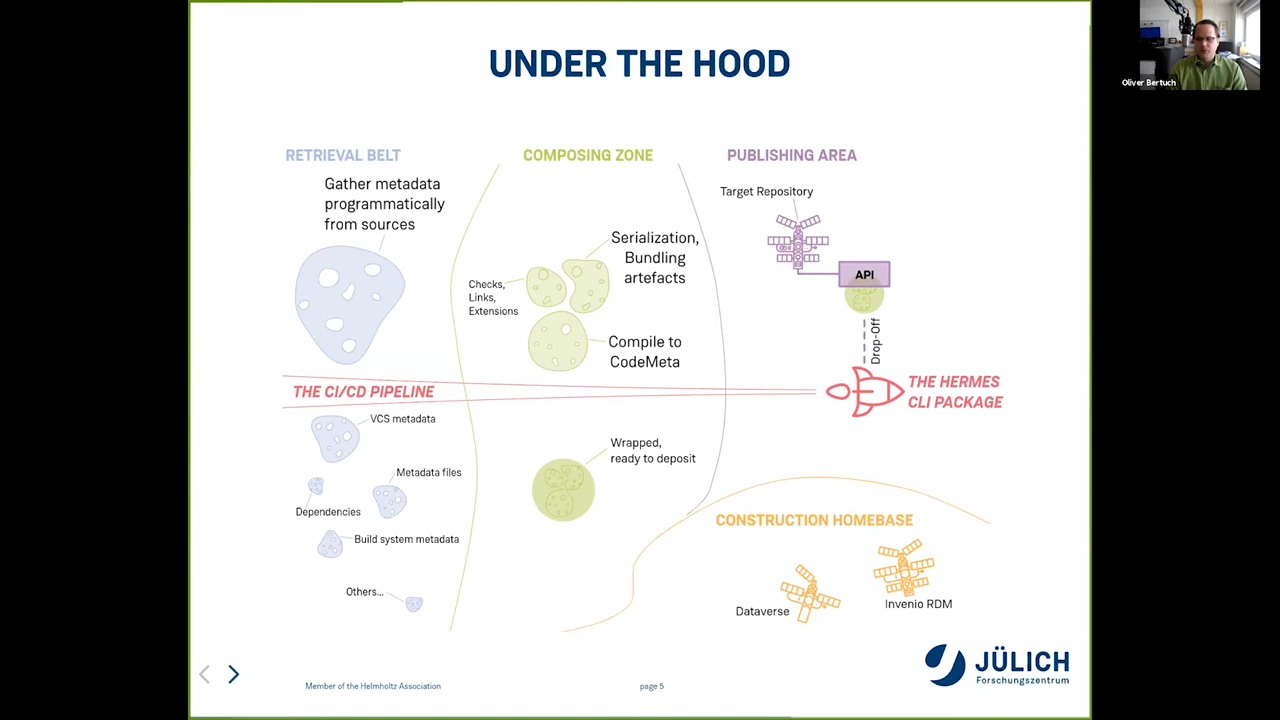 UNDER THE HOOD
Oliver Bertuch
RETRIEVAL BELT
Gather metadata
programmatically
from sources
COMPOSING ZONE
Serialization,
Bundling
artefacts
Checks,
Links,
Extensions
Compile to
CodeMeta
PUBLISHING AREA
Target Repository
API
Drop-Off
THE CI/CD PIPELINE
THE HERMES
CLI PACKAGE
VCS metadata
Metadata files
Dependencies
Build system metadata
Others...
Wrapped,
ready to deposit
CONSTRUCTION HOMEBASE
Dataverse
Invenio RDM
Member of the Helmholtz Association
page 5
JÜLICH
Forschungszentrum